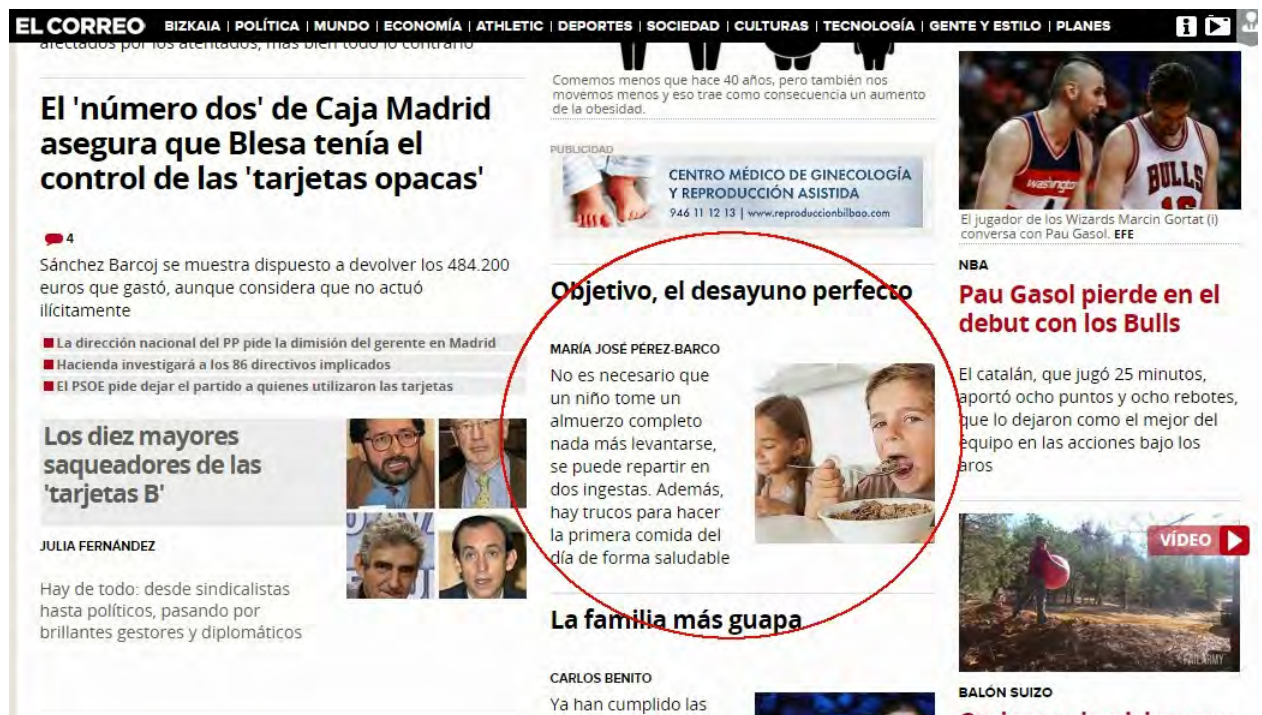 EL CORREO BIZKAIA | POLÍTICA | MUNDO | ECONOMÍA | ATHLETIC | DEPORTES | SOCIEDAD | CULTURAS | TECNOLOGÍA | GENTE Y ESTILO | PLANES
afectados por los atentados, más bien todo lo contrario
El 'número dos' de Caja Madrid
asegura que Blesa tenía el
control de las 'tarjetas opacas'
4
Sánchez Barcoj se muestra dispuesto a devolver los 484.200
euros que gastó, aunque considera que no actuó
ilícitamente
La dirección nacional del PP pide la dimisión del gerente en Madrid
Hacienda investigará a los 86 directivos implicados
El PSOE pide dejar el partido a quienes utilizaron las tarjetas
Los diez mayores
saqueadores de las
'tarjetas B'
JULIA FERNÁNDEZ
Hay de todo: desde sindicalistas
hasta políticos, pasando por
brillantes gestores y diplomáticos
Comemos menos que hace 40 años, pero también nos
movemos menos y eso trae como consecuencia un aumento
de la obesidad.
PUBLICIDAD
CENTRO MÉDICO DE GINECOLOGÍA
Y REPRODUCCIÓN ASISTIDA
946 11 12 13 | www.reproduccionbilbao.com
Objetivo, el desayuno perfecto
MARÍA JOSÉ PÉREZ-BARCO
No es necesario que
un niño tome un
almuerzo completo
nada más levantarse,
se puede repartir en
dos ingestas. Además,
hay trucos para hacer
la primera comida del
día de forma saludable
La familia más guapa
CARLOS BENITO
Ya han cumplido las
washington
BULLS
El jugador de los Wizards Marcin Gortat (i)
conversa con Pau Gasol. EFE
NBA
Pau Gasol pierde en el
debut con los Bulls
El catalán, que jugó 25 minutos,
aportó ocho puntos y ocho rebotes,
que lo dejaron como el mejor del
equipo en las acciones bajo los
aros
VÍDEO
FAILARMY
BALÓN SUIZO